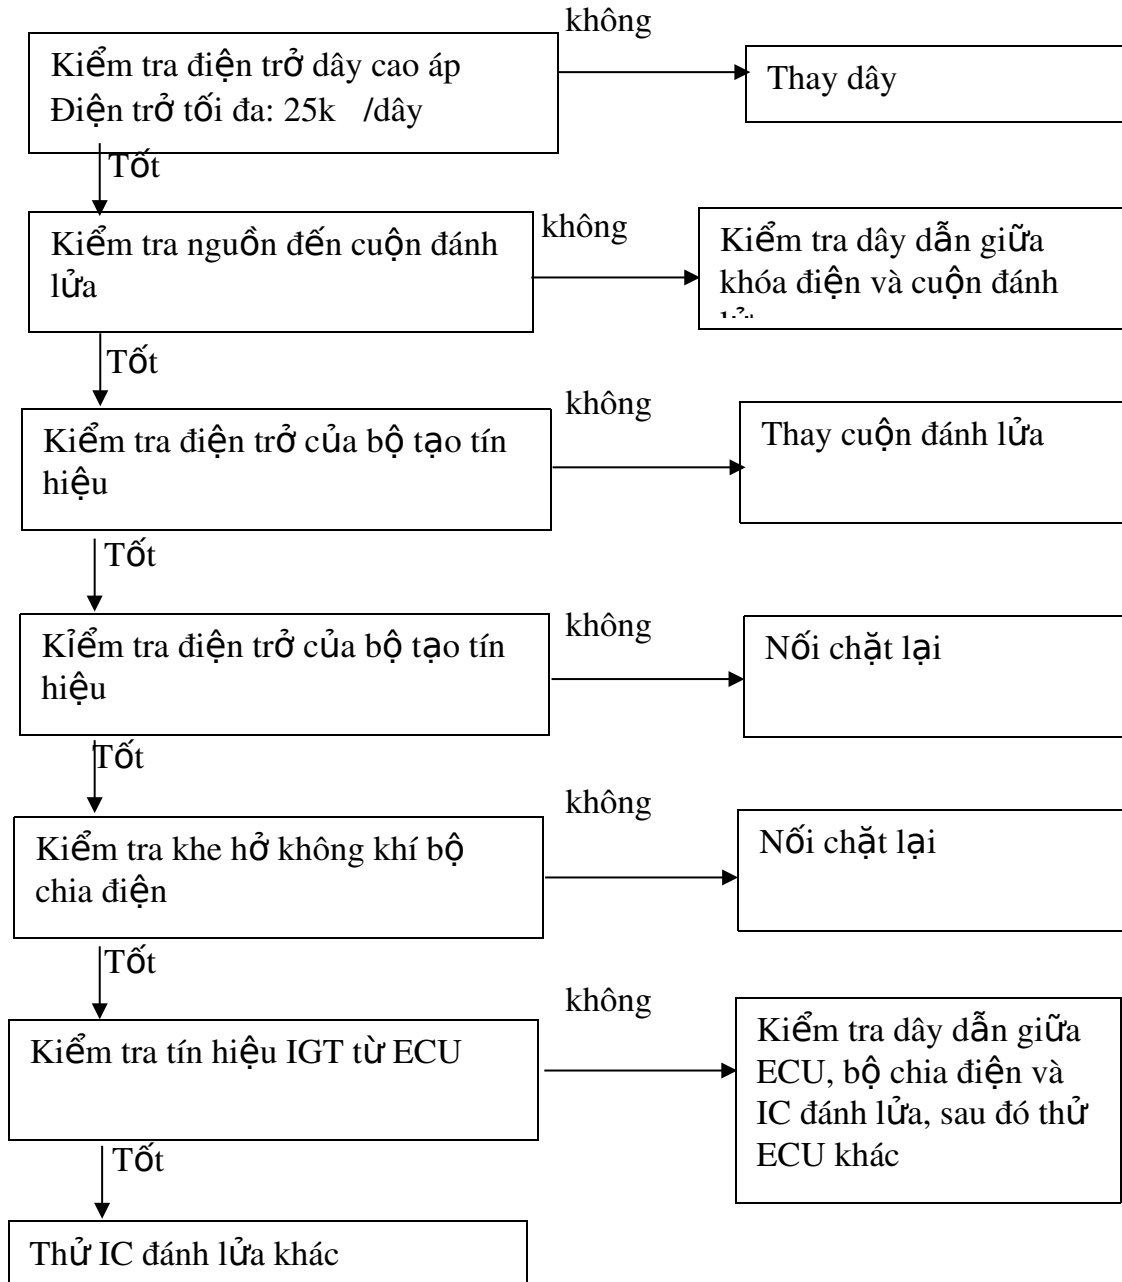 không
Kiểm tra điện trở dây cao áp
Điện trở tối đa: 25k /dây
Thay dây
Tốt
Kiểm tra nguồn đến cuộn đánh
lửa
không
Kiểm tra dây dẫn giữa
khóa điện và cuộn đánh
Tốt
Kiểm tra điện trở của bộ tạo tín
hiệu
không
Thay cuộn đánh lửa
Tốt
Kỉểm tra điện trở của bộ tạo tín
hiệu
không
Nối chặt lại
Tốt
Kiểm tra khe hở không khí bộ
chia điện
không
Nối chặt lại
Tốt
Kiểm tra tín hiệu IGT từ ECU
không
Kiểm tra dây dẫn giữa
ECU, bộ chia điện và
IC đánh lửa, sau đó thử
ECU khác
Tốt
Thử IC đánh lửa khác